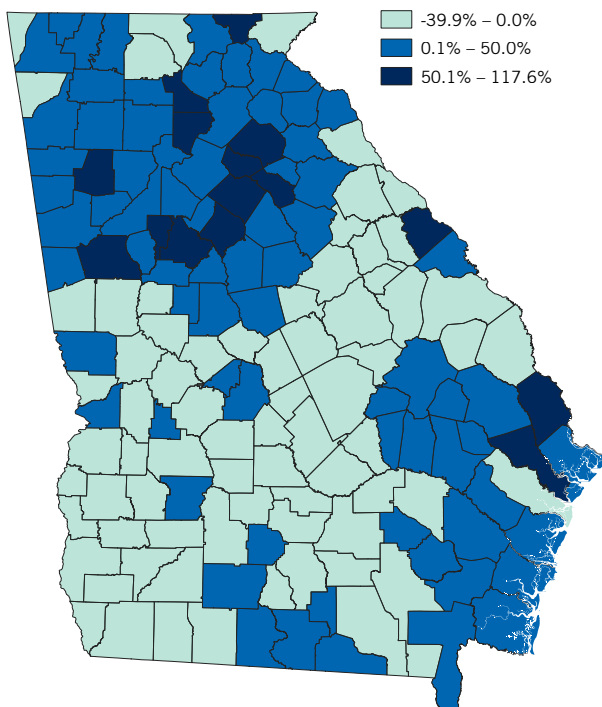 -39.9% – 0.0%
0.1% – 50.0%
50.1% – 117.6%